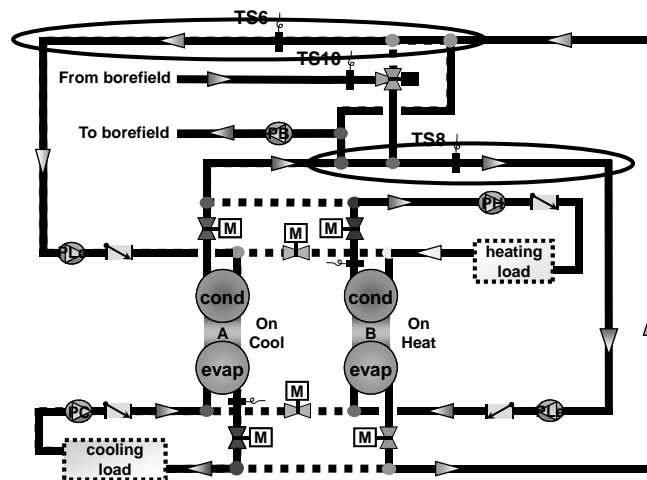 TS6
From borefield
TS10
To borefield
PB
TS8
M
M
M
PH
PLc
heating
load
cond
cond
A
On
Cool
B
On
Heat
evap
evap
M
PC
PLe
M
M
cooling
load